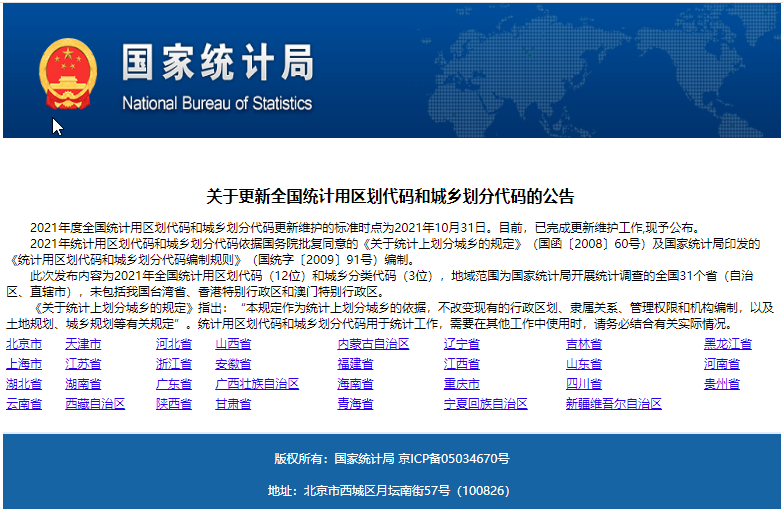 国家统计局
National Bureau of Statistics
关于更新全国统计用区划代码和城乡划分代码的公告
2021年度全国统计用区划代码和城乡划分代码更新维护的标准时点为2021年10月31日。目前，已完成更新维护工作,现予公布。
2021年统计用区划代码和城乡划分代码依据国务院批复同意的《关于统计上划分城乡的规定》（国函〔2008〕60号）及国家统计局印发的
《统计用区划代码和城乡划分代码编制规则》（国统字〔2009〕91号）编制。
此次发布内容为2021年全国统计用区划代码（12位）和城乡分类代码（3位），地域范围为国家统计局开展统计调查的全国31个省（自治
区、直辖市），未包括我国台湾省、香港特别行政区和澳门特别行政区。
《关于统计上划分城乡的规定》指出：“本规定作为统计上划分城乡的依据，不改变现有的行政区划、隶属关系、管理权限和机构编制，以及
土地规划、城乡规划等有关规定”。统计用区划代码和城乡划分代码用于统计工作，需要在其他工作中使用时，请务必结合有关实际情况。
北京市 天津市 河北省 山西省 内蒙古自治区 辽宁省 吉林省 黑龙江省
上海市 江苏省 浙江省 安徽省 福建省 江西省 山东省 河南省
湖北省 湖南省 广东省 广西壮族自治区 海南省 重庆市 四川省 贵州省
云南省 西藏自治区 陕西省 甘肃省 青海省 宁夏回族自治区 新疆维吾尔自治区
版权所有：国家统计局 京ICP备05034670号
地址：北京市西城区月坛南街57号（100826）